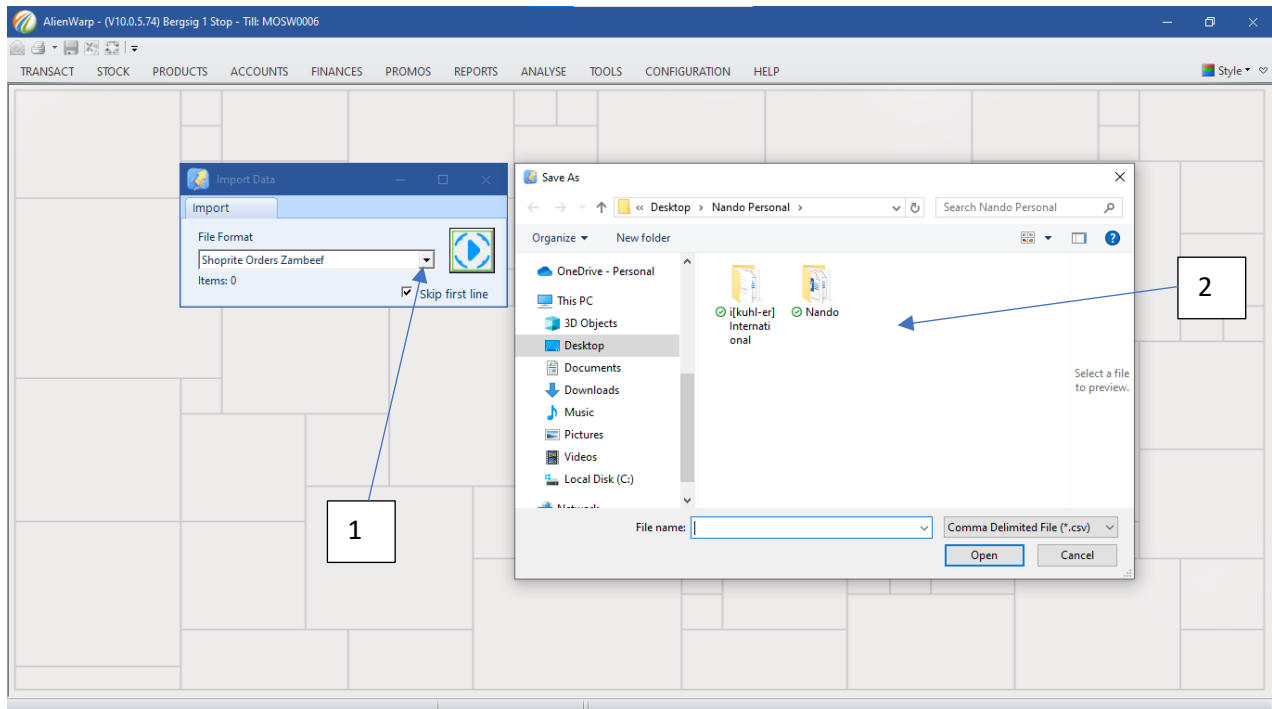 AlienWarp - (V10.0.5.74) Bergsig 1 Stop - Till: MOSW0006
TRANSACT STOCK PRODUCTS ACCOUNTS FINANCES PROMOS REPORTS ANALYSE TOOLS CONFIGURATION HELP Style
Import Data
Import
File Format
Shoprite Orders Zambeef
Items: 0
Skip first line
1
Save As
« Desktop › Nando Personal ›
Search Nando Personal
Organize
New folder
OneDrive - Personal
This PC
3D Objects
Desktop
Documents
Downloads
Music
Pictures
Videos
Local Disk (C:)
Network
i[kuhl-er]
Internati
onal
Nando
Select a file
to preview.
File name:
Comma Delimited File (*.csv)
Open
Cancel
2